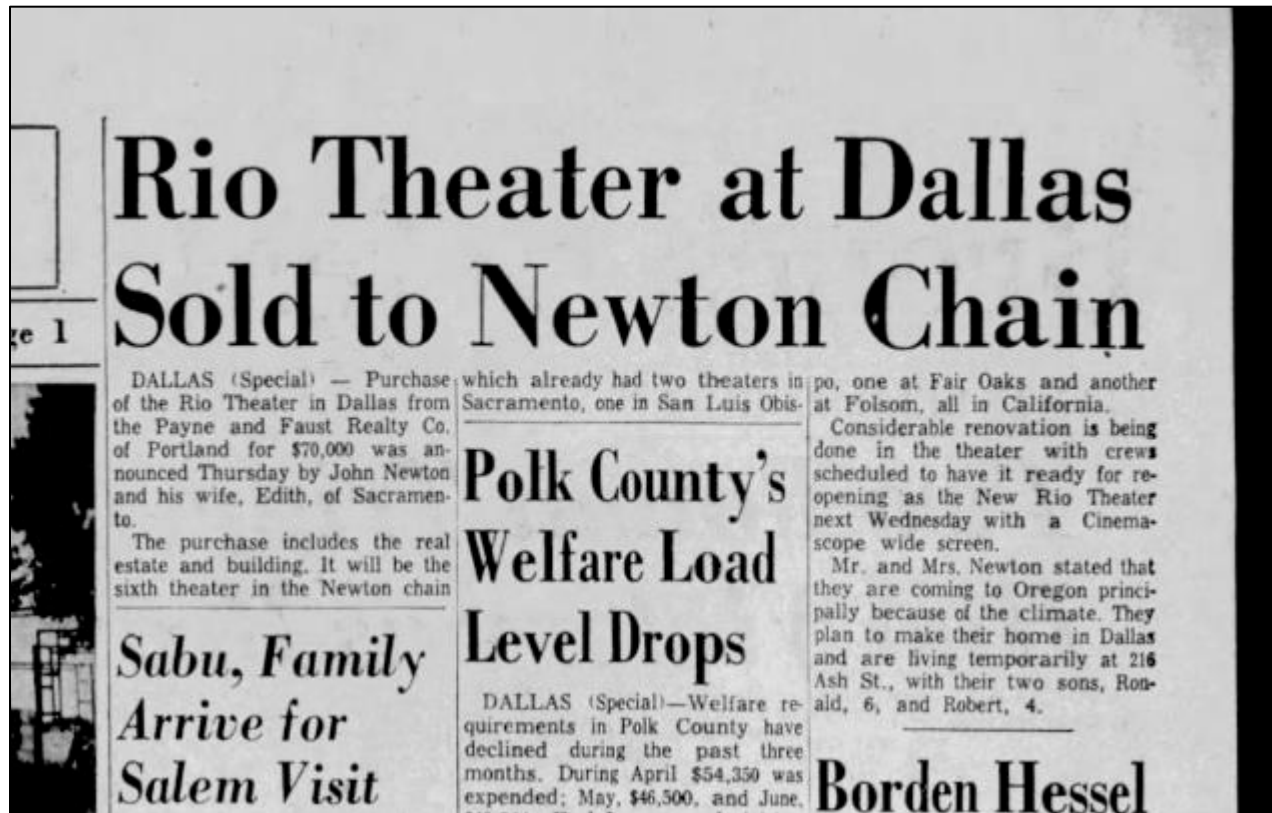 ge 1
Rio Theater at Dallas
Sold to Newton Chain
DALLAS (Special) — Purchase
of the Rio Theater in Dallas from
the Payne and Faust Realty Co.
of Portland for $70,000 was an-
nounced Thursday by John Newton
and his wife, Edith, of Sacramen-
to.
The purchase includes the real
estate and building. It will be the
sixth theater in the Newton chain
which already had two theaters in
Sacramento, one in San Luis Obis-
po, one at Fair Oaks and another
at Folsom, all in California.
Considerable renovation is being
done in the theater with crews
scheduled to have it ready for re-
opening as the New Rio Theater
next Wednesday with a Cinema-
scope wide screen.
Mr. and Mrs. Newton stated that
they are coming to Oregon princi-
pally because of the climate. They
plan to make their home in Dallas
and are living temporarily at 216
Ash St., with their two sons, Ron-
ald, 6, and Robert, 4.
Sabu, Family
Arrive for
Salem Visit
Polk County's
Welfare Load
Level Drops
DALLAS (Special)—Welfare re-
quirements in Polk County have
declined during the past three
months. During April $54,350 was
expended; May, $46,500, and June,
Borden Hessel